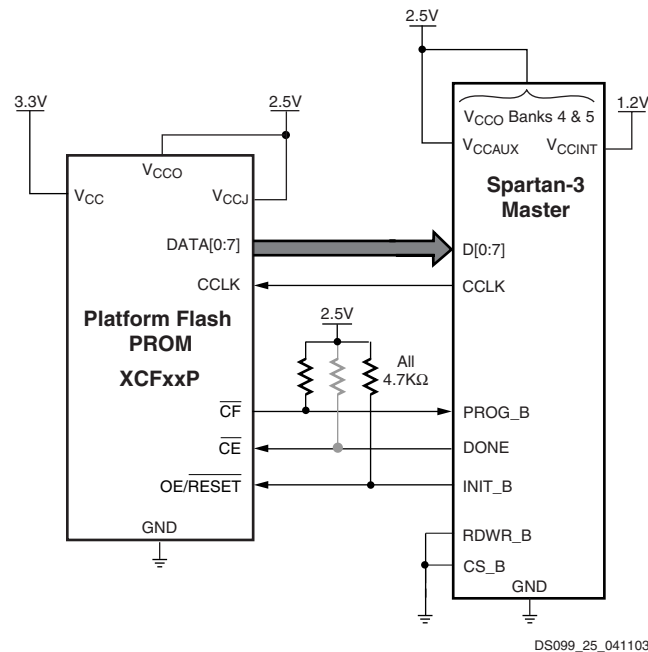 2.5V
3.3V
2.5V
1.2V
VCCO Banks 4 & 5
VCCO
VCCAUX
VCCINT
VCC
VCCJ
Spartan-3
Master
DATA[0:7]
D[0:7]
CCLK
CCLK
Platform Flash
PROM
XCFxxP
2.5V
All
4.7KΩ
CF
PROG_B
CE
DONE
OE/RESET
INIT_B
GND
RDWR_B
CS_B
GND
DS099_25_041103